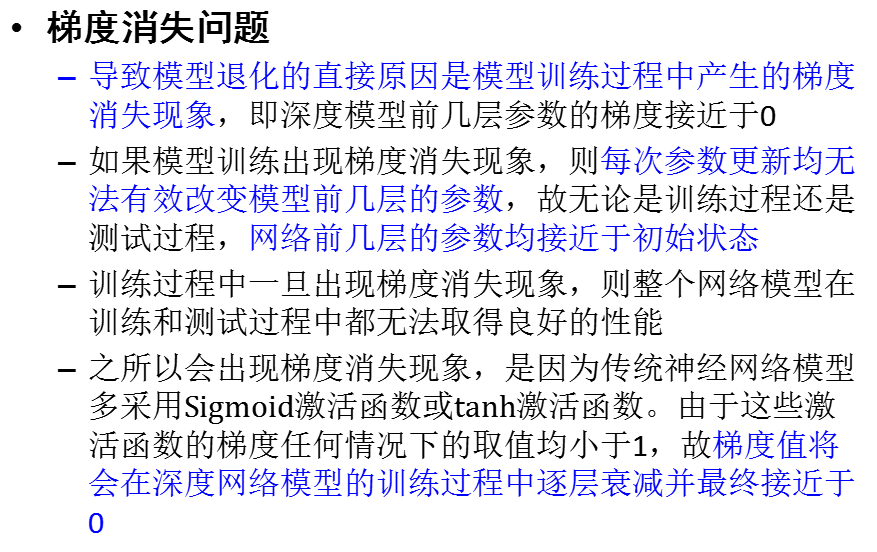 • 梯度消失问题
– 导致模型退化的直接原因是模型训练过程中产生的梯度
消失现象，即深度模型前几层参数的梯度接近于0
– 如果模型训练出现梯度消失现象，则每次参数更新均无
法有效改变模型前几层的参数，故无论是训练过程还是
测试过程，网络前几层的参数均接近于初始状态
– 训练过程中一旦出现梯度消失现象，则整个网络模型在
训练和测试过程中都无法取得良好的性能
– 之所以会出现梯度消失现象，是因为传统神经网络模型
多采用Sigmoid激活函数或tanh激活函数。由于这些激
活函数的梯度任何情况下的取值均小于1，故梯度值将
会在深度网络模型的训练过程中逐层衰减并最终接近于
0